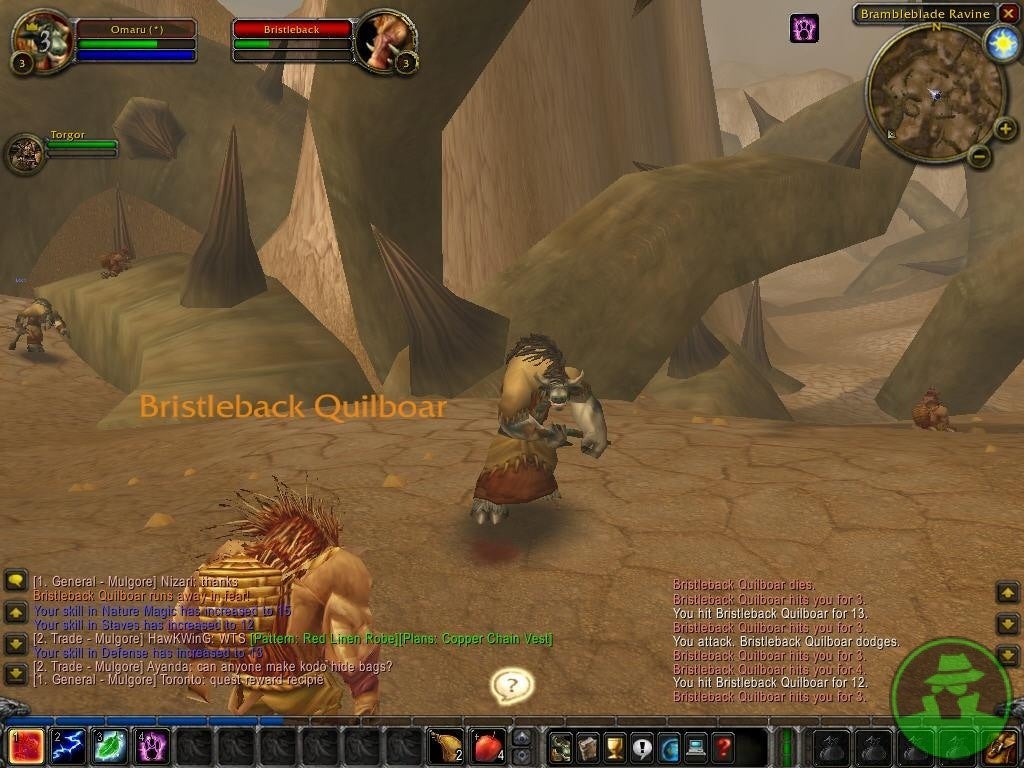 Omaru (*)
3
3
Bristleback
3
Brambleblade Ravine
N
Torgor
Bristleback Quilboar
[1. General - Mulgore] Nizari: thanks
Bristleback Quilboar runs away in fear!
Your skill in Nature Magic has increased to 15
Your skill in Staves has increased to 12
[2. Trade - Mulgore] HawKWinG: WTS [Pattern: Red Linen Robe][Plans: Copper Chain Vest]
Your skill in Defense has increased to 13
[2. Trade - Mulgore] Ayanda: can anyone make kodo hide bags?
[1. General - Mulgore] Toronto: quest reward recipie
Bristleback Quilboar dies.
Bristleback Quilboar hits you for 3.
You hit Bristleback Quilboar for 13.
Bristleback Quilboar hits you for 3.
You attack. Bristleback Quilboar dodges.
Bristleback Quilboar hits you for 3.
Bristleback Quilboar hits you for 4.
You hit Bristleback Quilboar for 12.
Bristleback Quilboar hits you for 3.
?
1 2 3 4 2 4 ! ?